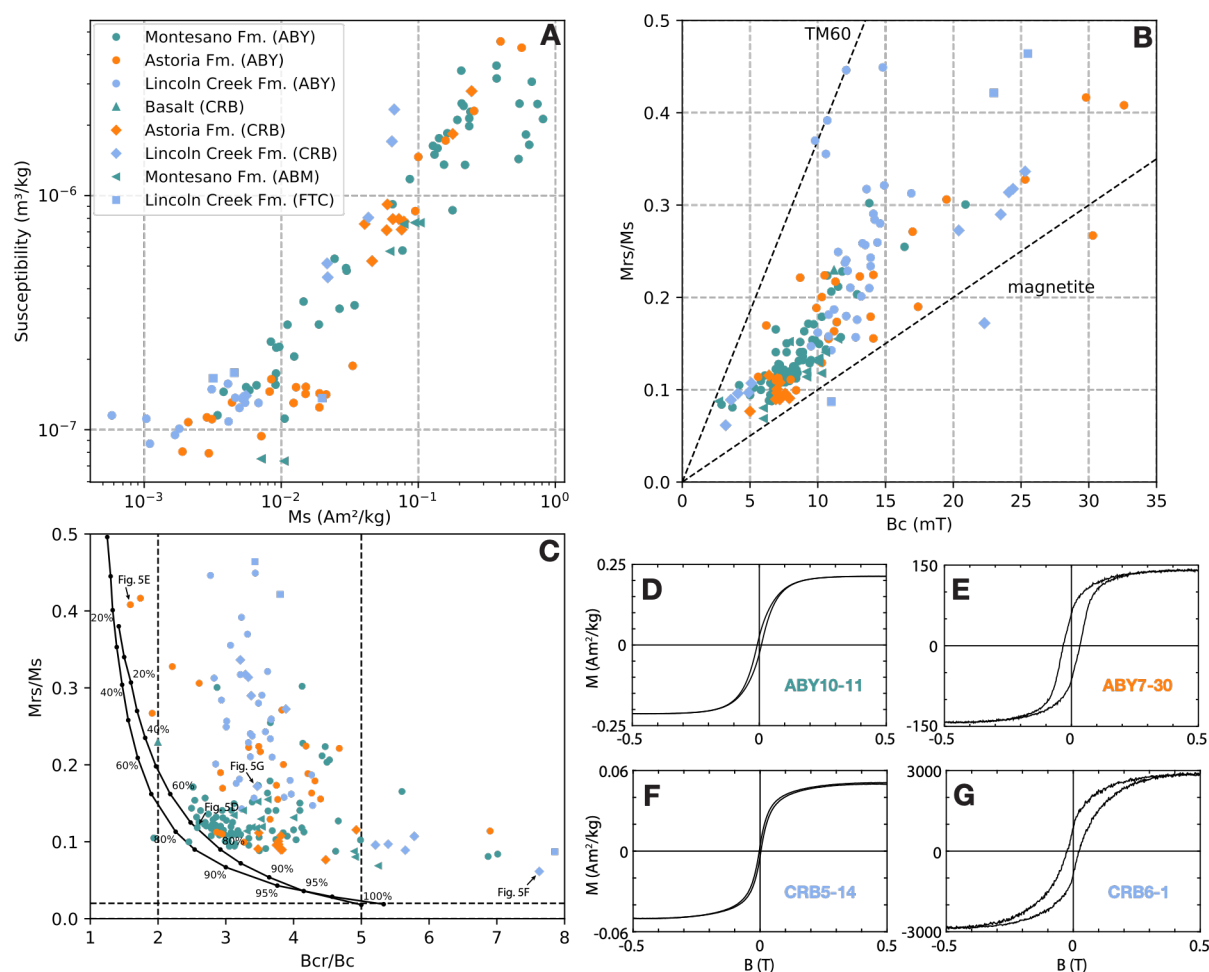 A
Montesano Fm. (ABY)
Astoria Fm. (ABY)
Lincoln Creek Fm. (ABY)
Basalt (CRB)
Astoria Fm. (CRB)
Lincoln Creek Fm. (CRB)
Montesano Fm. (ABM)
Lincoln Creek Fm. (FTC)
Susceptibility (m³/kg)
10⁻⁶
10⁻⁷
10⁻³ 10⁻² 10⁻¹ 10⁰
Ms (Am²/kg)
B
TM60
magnetite
Mrs/Ms
0.5
0.4
0.3
0.2
0.1
0.0
0 5 10 15 20 25 30 35
Bc (mT)
C
Mrs/Ms
0.5
0.4
0.3
0.2
0.1
0.0
Fig. 5E
20%
20%
40%
40%
60%
60%
Fig. 5G
Fig. 5D
80%
80%
90%
90%
95%
95%
100%
Fig. 5F
1 2 3 4 5 6 7 8
Bcr/Bc
D
M (Am²/kg)
0.25
0
-0.25
ABY10-11
-0.5 0 0.5
E
150
0
-150
ABY7-30
-0.5 0 0.5
F
M (Am²/kg)
0.06
0
-0.06
CRB5-14
-0.5 0 0.5
B (T)
G
3000
0
-3000
CRB6-1
-0.5 0 0.5
B (T)